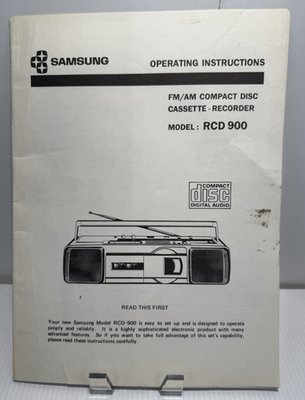 SAMSUNG
OPERATING INSTRUCTIONS
FM/AM COMPACT DISC
CASSETTE - RECORDER
MODEL: RCD 900
COMPACT
disc
DIGITAL AUDIO
READ THIS FIRST
Your new Samsung Model RCD-900 is easy to set up and is designed to operate
simply and reliably. It is a highly sophisticated electronic product with many
advanised features. So if you want to take full advantage of this set's capability,
please read these instructions carefully.